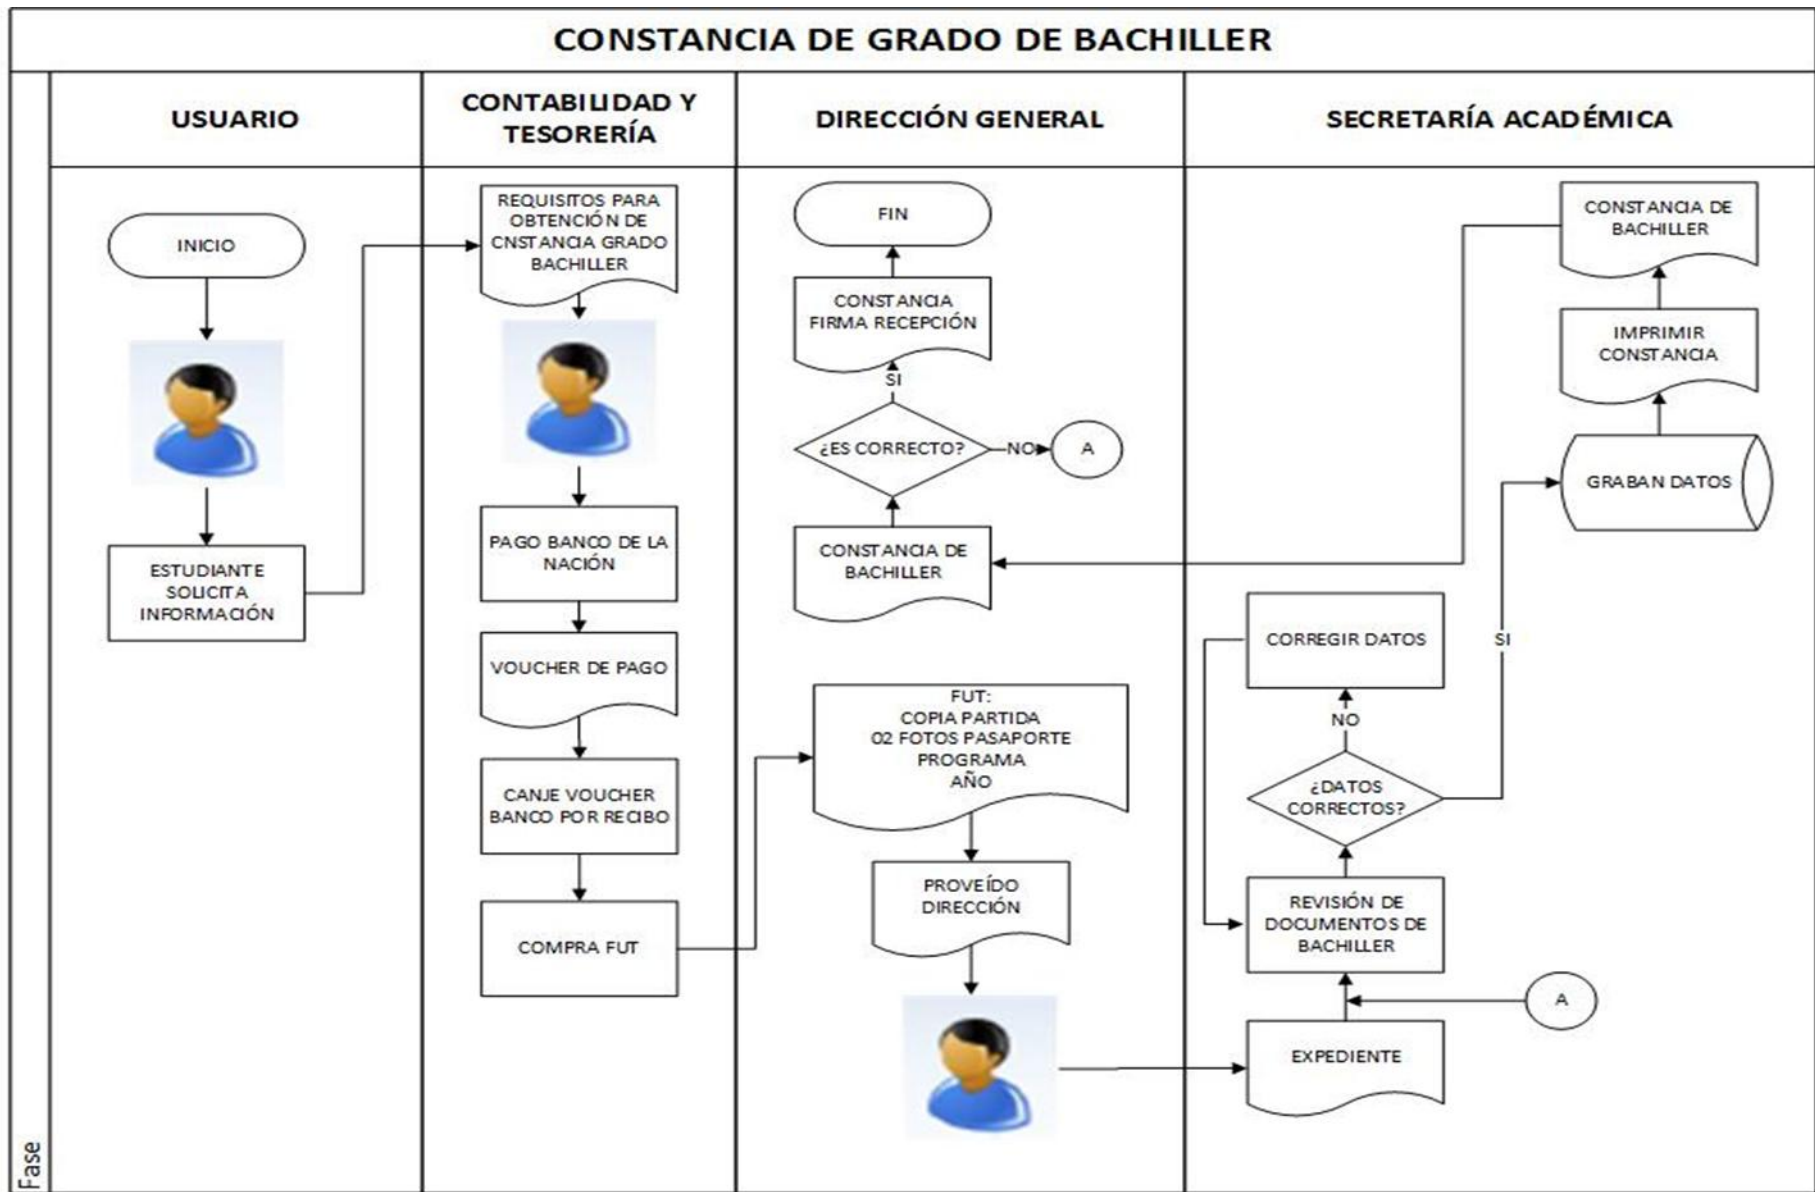 CONSTANCIA DE GRADO DE BACHILLER
Fase
USUARIO
INICIO
ESTUDIANTE
SOLICITA
INFORMACIÓN
CONTABILIDAD Y
TESORERÍA
REQUISITOS PARA
OBTENCIÓN DE
CNSTANCIA GRADO
BACHILLER
PAGO BANCO DE LA
NACIÓN
VOUCHER DE PAGO
CANJE VOUCHER
BANCO POR RECIBO
COMPRA FUT
DIRECCIÓN GENERAL
FIN
CONSTANCIA
FIRMA RECEPCIÓN
SI
¿ES CORRECTO?
NO
A
CONSTANCIA DE
BACHILLER
FUT:
COPIA PARTIDA
02 FOTOS PASAPORTE
PROGRAMA
AÑO
PROVEÍDO
DIRECCIÓN
SECRETARÍA ACADÉMICA
CONSTANCIA DE
BACHILLER
IMPRIMIR
CONSTANCIA
GRABAN DATOS
CORREGIR DATOS
SI
NO
¿DATOS
CORRECTOS?
REVISIÓN DE
DOCUMENTOS DE
BACHILLER
A
EXPEDIENTE